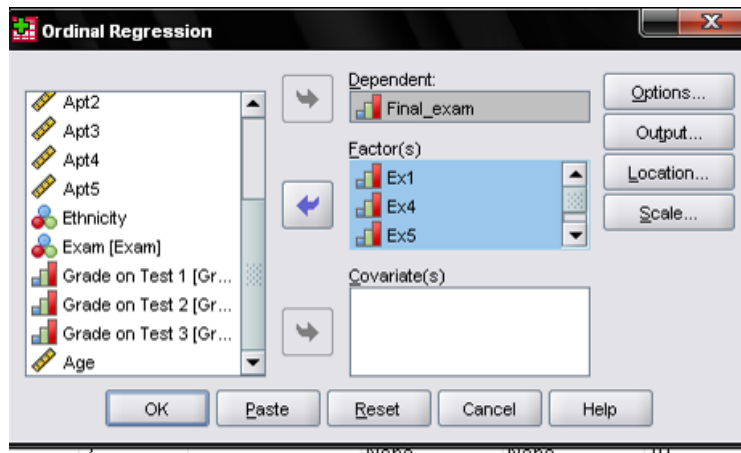 Ordinal Regression
Apt2
Apt3
Apt4
Apt5
Ethnicity
Exam [Exam]
Grade on Test 1 [Gr...
Grade on Test 2 [Gr...
Grade on Test 3 [Gr...
Age
Dependent:
Final_exam
Factor(s)
Ex1
Ex4
Ex5
Covariate(s)
Options...
Output...
Location...
Scale...
OK Paste Reset Cancel Help